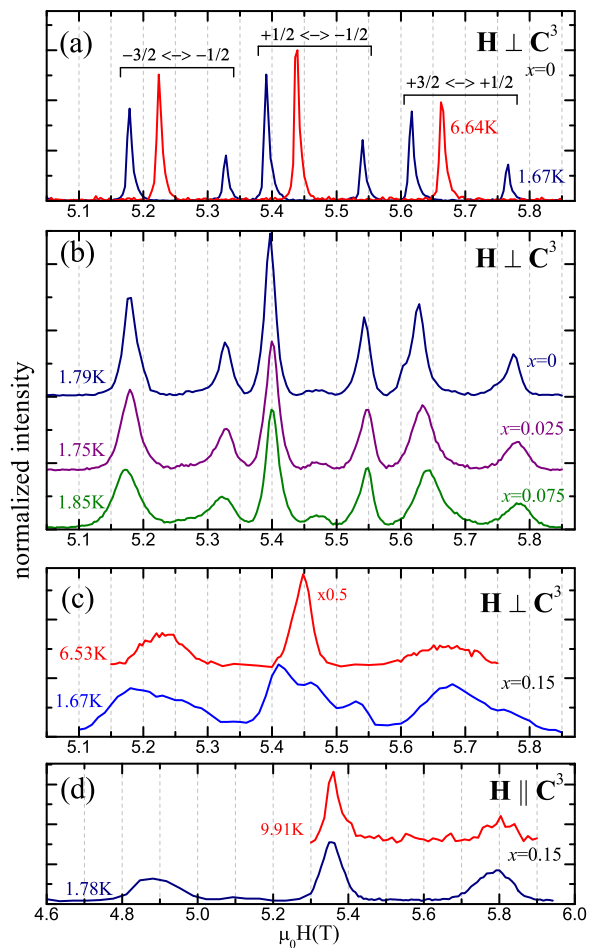 (a)
H ⊥ C³
−3/2 <-> −1/2
+1/2 <-> −1/2
+3/2 <-> +1/2
x=0
6.64K
1.67K
5.1 5.2 5.3 5.4 5.5 5.6 5.7 5.8
(b)
H ⊥ C³
1.79K
x=0
1.75K
x=0.025
1.85K
x=0.075
5.1 5.2 5.3 5.4 5.5 5.6 5.7 5.8
normalized intensity
(c)
H ⊥ C³
x0.5
6.53K
1.67K
x=0.15
5.1 5.2 5.3 5.4 5.5 5.6 5.7 5.8
(d)
H || C³
9.91K
x=0.15
1.78K
4.6 4.8 5.0 5.2 5.4 5.6 5.8 6.0
μ₀H(T)